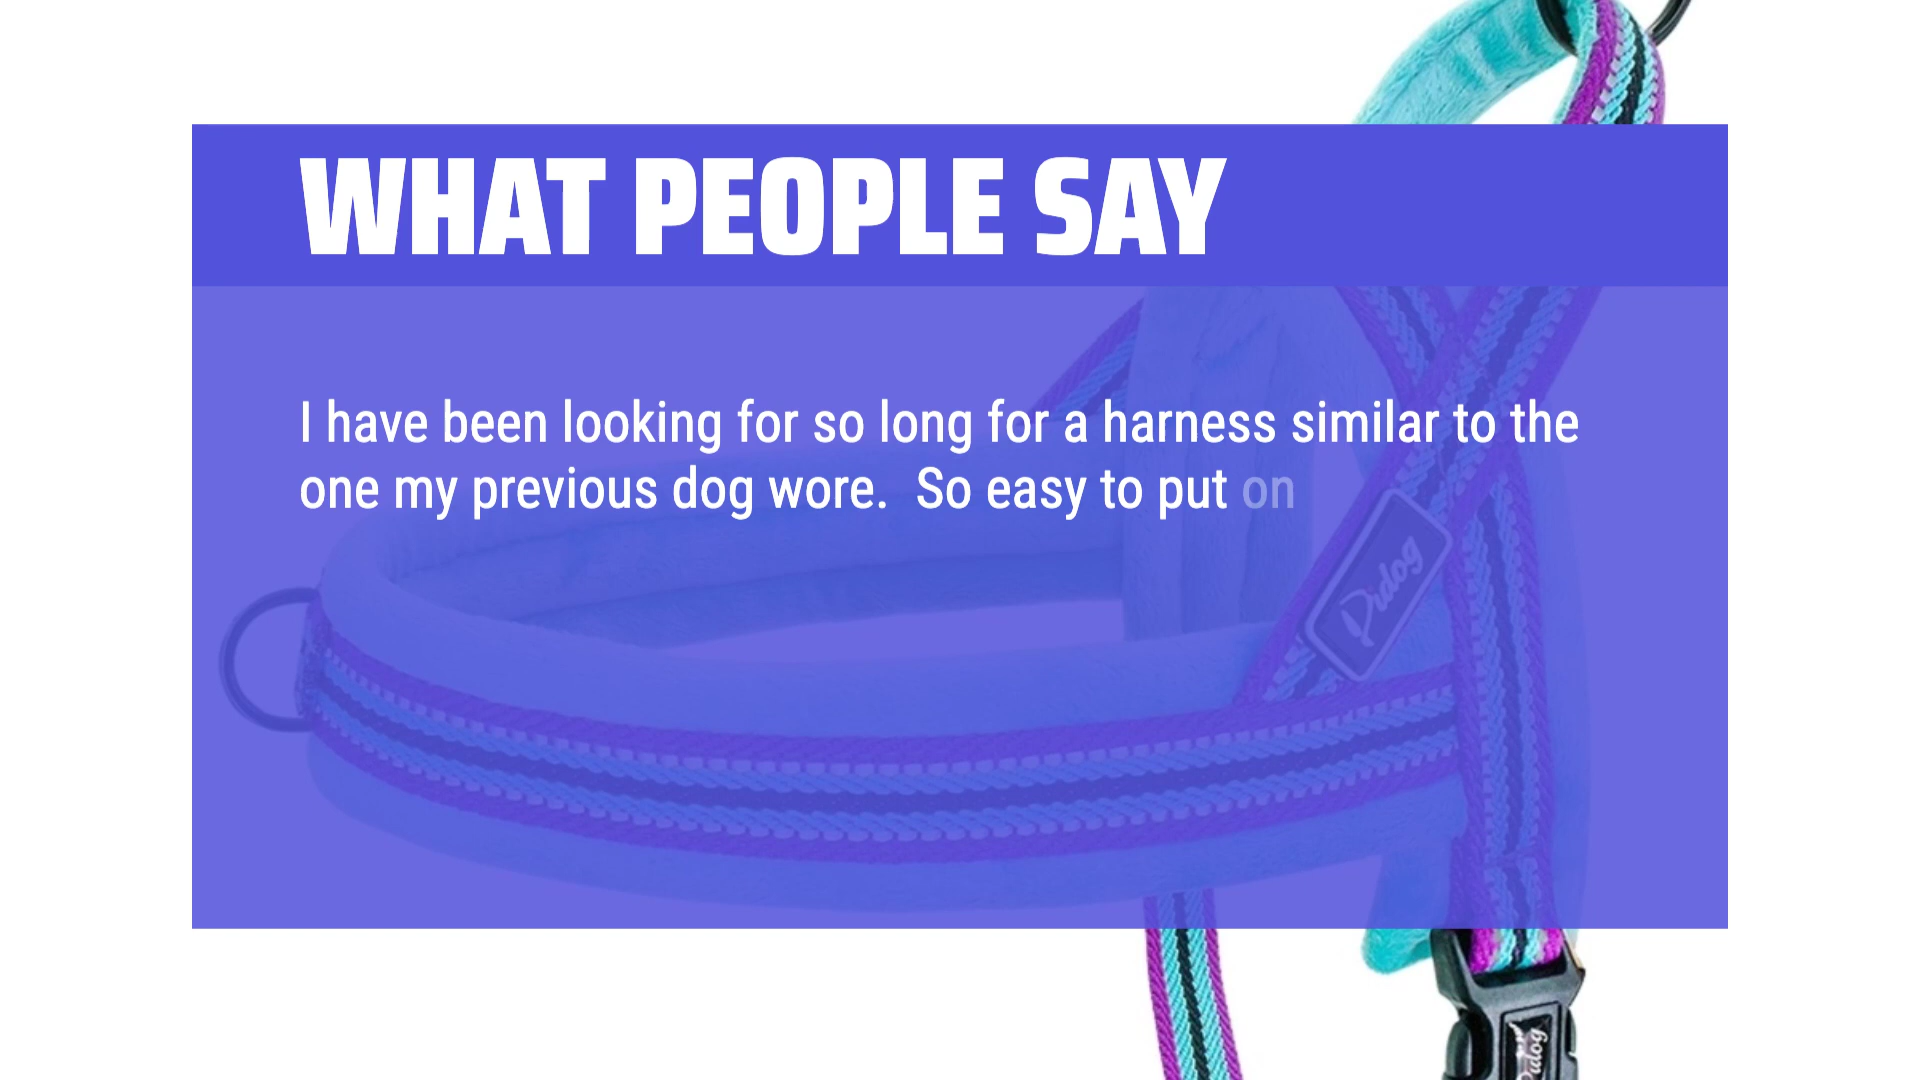 WHAT PEOPLE SAY
I have been looking for so long for a harness similar to the
one my previous dog wore.  So easy to put on